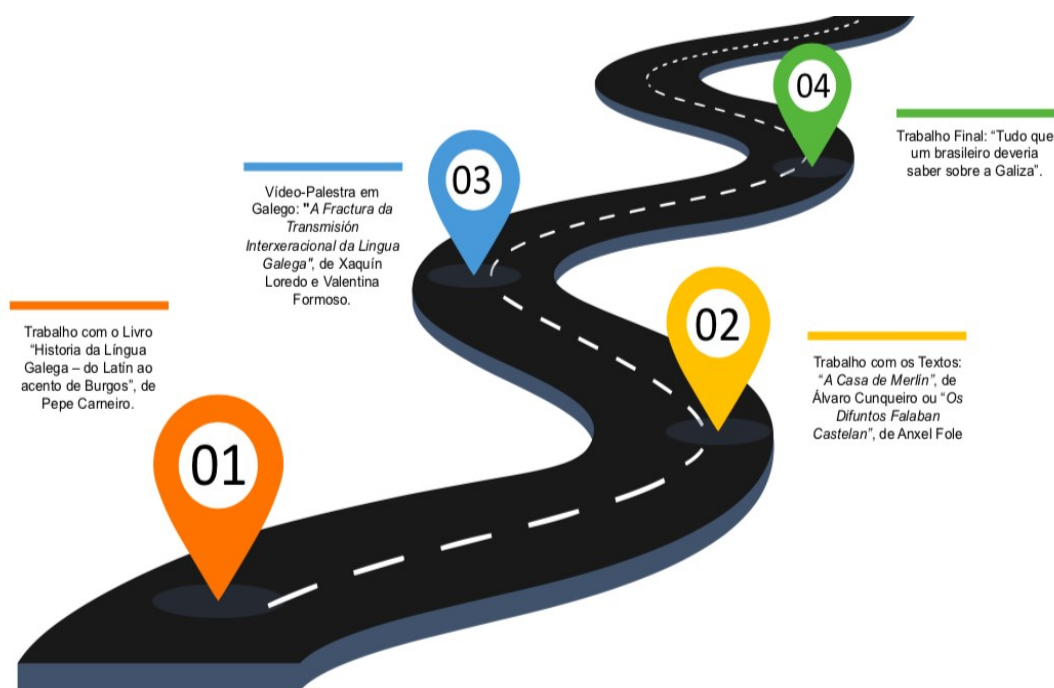 01
Trabalho com o Livro
“Historia da Língua
Galega – do Latín ao
acento de Burgos”, de
Pepe Carneiro.
02
Trabalho com os Textos:
“A Casa de Merlín”, de
Álvaro Cunqueiro ou “Os
Difuntos Falaban
Castelan”, de Anxel Fole
03
Vídeo-Palestra em
Galego: "A Fractura da
Transmisión
Interxeracional da Lingua
Galega", de Xaquín
Loredo e Valentina
Formoso.
04
Trabalho Final: “Tudo que
um brasileiro deveria
saber sobre a Galiza”.